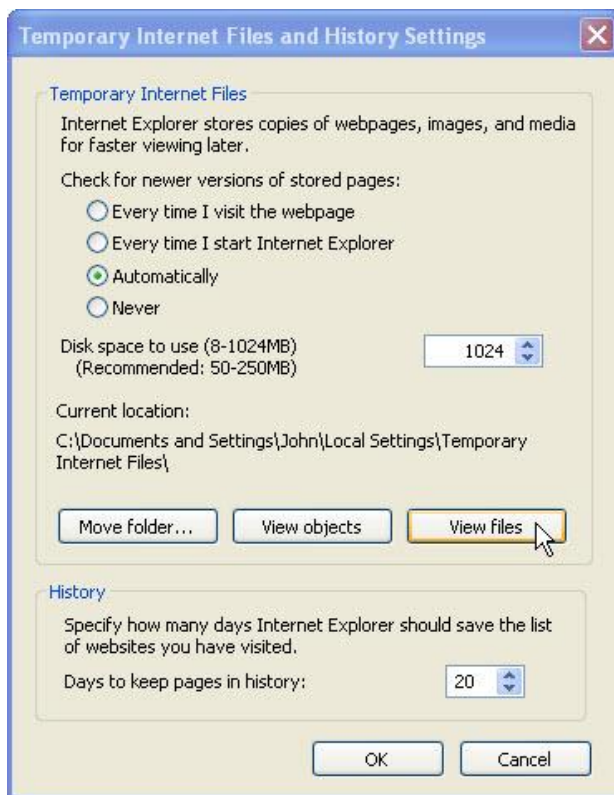 Temporary Internet Files and History Settings
Temporary Internet Files
Internet Explorer stores copies of webpages, images, and media
for faster viewing later.
Check for newer versions of stored pages:
Every time I visit the webpage
Every time I start Internet Explorer
Automatically
Never
Disk space to use (8-1024MB)
(Recommended: 50-250MB)
1024
Current location:
C:\Documents and Settings\John\Local Settings\Temporary
Internet Files\
Move folder... View objects View files
History
Specify how many days Internet Explorer should save the list
of websites you have visited.
Days to keep pages in history: 20
OK Cancel